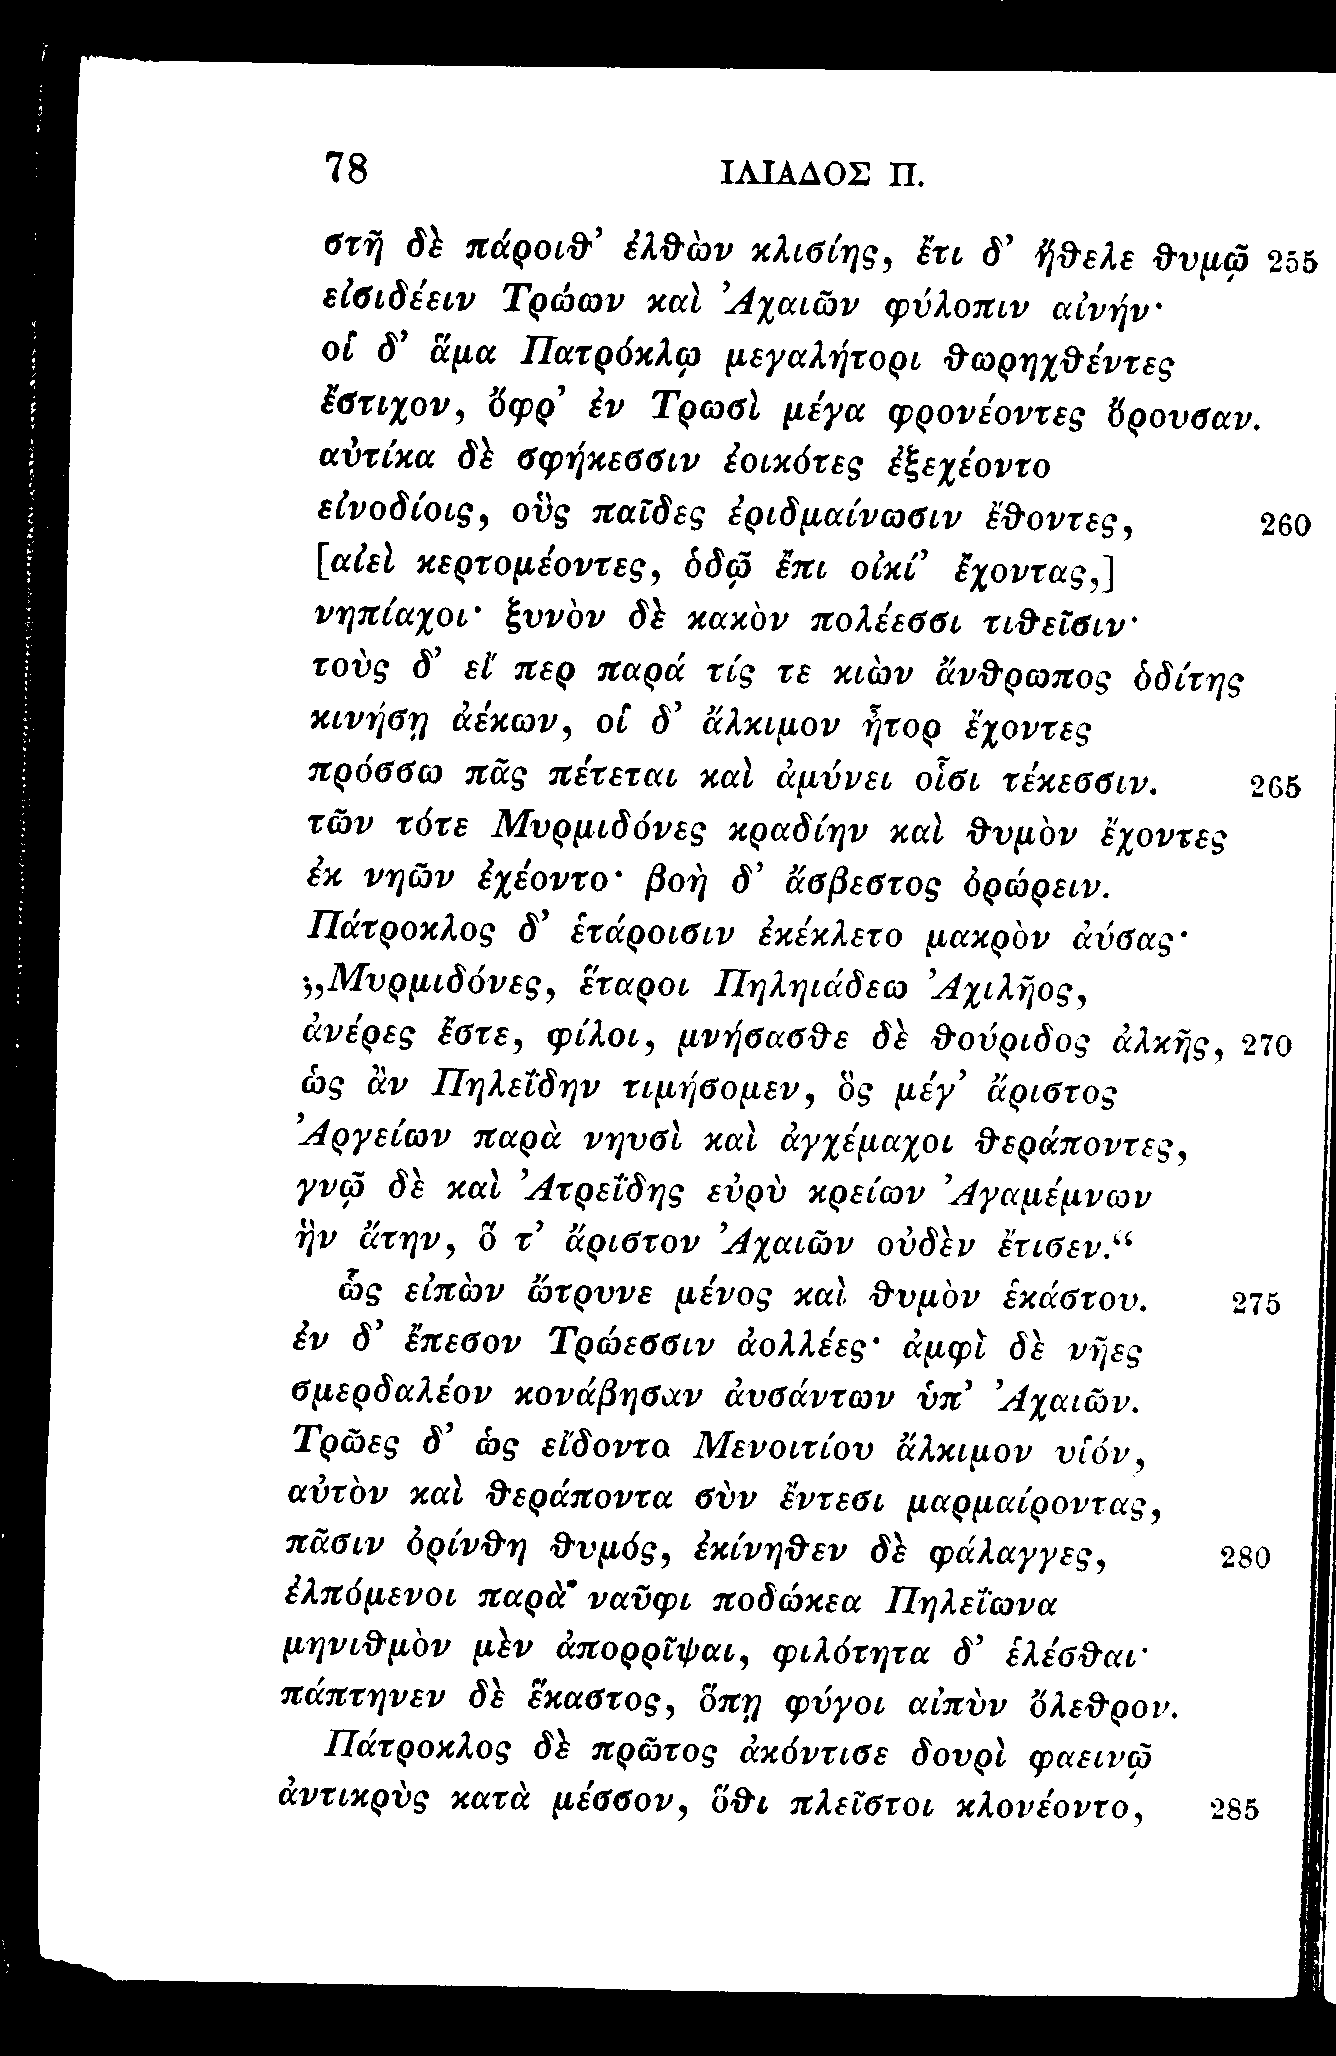 78 ΙΛΙΑΔΟΣ Π.
στῆ δὲ πάροιθ’ ἐλθὼν κλισίης, ἔτι δ’ ἤθελε θυμῷ 255
εἰσιδέειν Τρώων καὶ Ἀχαιῶν φύλοπιν αἰνήν·
οἳ δ’ ἅμα Πατρόκλῳ μεγαλήτορι θωρηχθέντες
ἔστιχον, ὄφρ’ ἐν Τρωσὶ μέγα φρονέοντες ὄρουσαν.
αὐτίκα δὲ σφήκεσσιν ἐοικότες ἐξεχέοντο
εἰνοδίοις, οὓς παῖδες ἐριδμαίνωσιν ἔθοντες, 260
[αἰεὶ κερτομέοντες, ὁδῷ ἔπι οἰκί’ ἔχοντας,]
νηπίαχοι· ξυνὸν δὲ κακὸν πολέεσσι τιθεῖσιν·
τοὺς δ’ εἴ περ παρά τίς τε κιὼν ἄνθρωπος ὁδίτης
κινήσῃ ἀέκων, οἳ δ’ ἄλκιμον ἦτορ ἔχοντες
πρόσσω πᾶς πέτεται καὶ ἀμύνει οἷσι τέκεσσιν. 265
τῶν τότε Μυρμιδόνες κραδίην καὶ θυμὸν ἔχοντες
ἐκ νηῶν ἐχέοντο· βοὴ δ’ ἄσβεστος ὀρώρειν.
Πάτροκλος δ’ ἑτάροισιν ἐκέκλετο μακρὸν ἀύσας·
„Μυρμιδόνες, ἕταροι Πηληιάδεω Ἀχιλῆος,
ἀνέρες ἔστε, φίλοι, μνήσασθε δὲ θούριδος ἀλκῆς, 270
ὡς ἂν Πηλεΐδην τιμήσομεν, ὃς μέγ’ ἄριστος
Ἀργείων παρὰ νηυσὶ καὶ ἀγχέμαχοι θεράποντες,
γνῷ δὲ καὶ Ἀτρεΐδης εὐρὺ κρείων Ἀγαμέμνων
ἣν ἄτην, ὅ τ’ ἄριστον Ἀχαιῶν οὐδὲν ἔτισεν.“
ὣς εἰπὼν ὤτρυνε μένος καὶ θυμὸν ἑκάστου. 275
ἐν δ’ ἔπεσον Τρώεσσιν ἀολλέες· ἀμφὶ δὲ νῆες
σμερδαλέον κονάβησαν ἀυσάντων ὑπ’ Ἀχαιῶν.
Τρῶες δ’ ὡς εἴδοντο Μενοιτίου ἄλκιμον υἱόν,
αὐτὸν καὶ θεράποντα σὺν ἔντεσι μαρμαίροντας,
πᾶσιν ὀρίνθη θυμός, ἐκίνηθεν δὲ φάλαγγες, 280
ἐλπόμενοι παρὰ ναῦφι ποδώκεα Πηλεΐωνα
μηνιθμὸν μὲν ἀπορρῖψαι, φιλότητα δ’ ἑλέσθαι·
πάπτηνεν δὲ ἕκαστος, ὅπῃ φύγοι αἰπὺν ὄλεθρον.
Πάτροκλος δὲ πρῶτος ἀκόντισε δουρὶ φαεινῷ
ἀντικρὺς κατὰ μέσσον, ὅθι πλεῖστοι κλονέοντο, 285